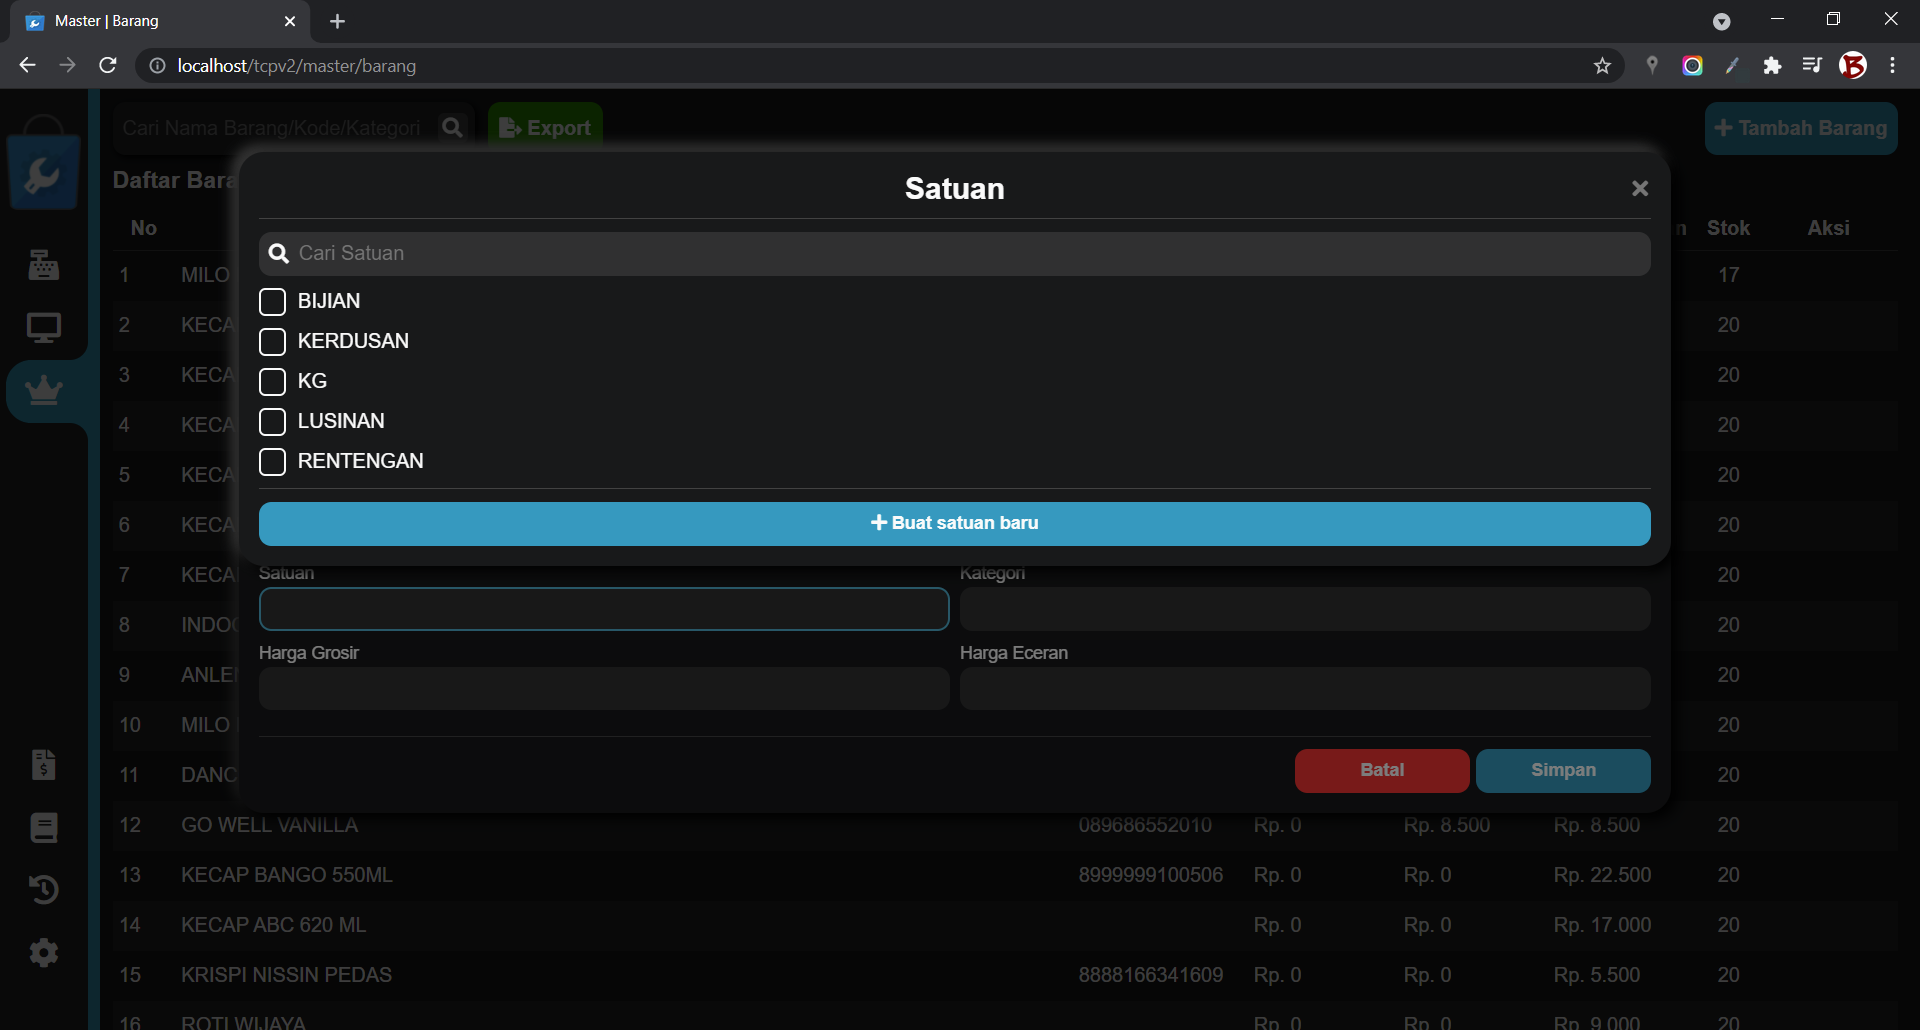 Master | Barang
localhost/tcpv2/master/barang
Cari Nama Barang/Kode/Kategori
Export
+ Tambah Barang
Daftar Bara
No
n Stok Aksi
Satuan
Cari Satuan
BIJIAN
KERDUSAN
KG
LUSINAN
RENTENGAN
+ Buat satuan baru
Satuan
Kategori
Harga Grosir
Harga Eceran
Batal
Simpan
1 MILO 17
2 KECA 20
3 KECA 20
4 KECA 20
5 KECA 20
6 KECA 20
7 KECA 20
8 INDO 20
9 ANLE 20
10 MILO 20
11 DANC 20
12 GO WELL VANILLA 089686552010 Rp. 0 Rp. 8.500 Rp. 8.500 20
13 KECAP BANGO 550ML 8999999100506 Rp. 0 Rp. 0 Rp. 22.500 20
14 KECAP ABC 620 ML Rp. 0 Rp. 0 Rp. 17.000 20
15 KRISPI NISSIN PEDAS 8888166341609 Rp. 0 Rp. 0 Rp. 5.500 20
16 ROTI WIJAYA Rp. 0 Rp. 0 Rp. 9.000 20